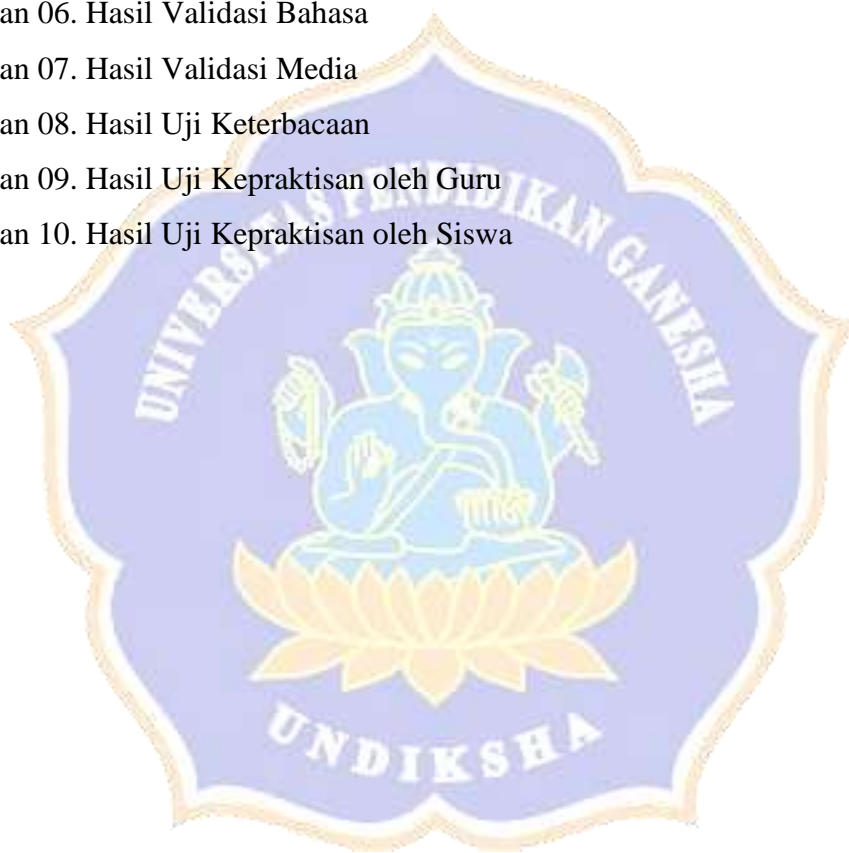 an 06. Hasil Validasi Bahasa
an 07. Hasil Validasi Media
an 08. Hasil Uji Keterbacaan
an 09. Hasil Uji Kepraktisan oleh Guru
an 10. Hasil Uji Kepraktisan oleh Siswa
UNIVERSITAS PENDIDIKAN GANESHA
UNDIKSHA